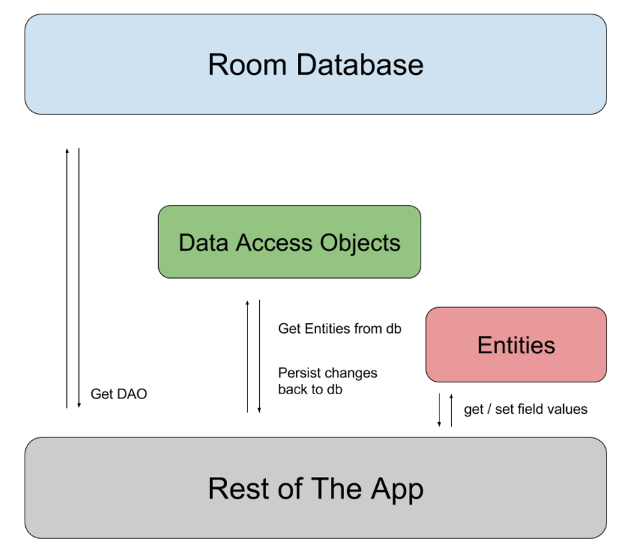 Room Database
Data Access Objects
Get Entities from db
Entities
Persist changes
back to db
Get DAO
get / set field values
Rest of The App